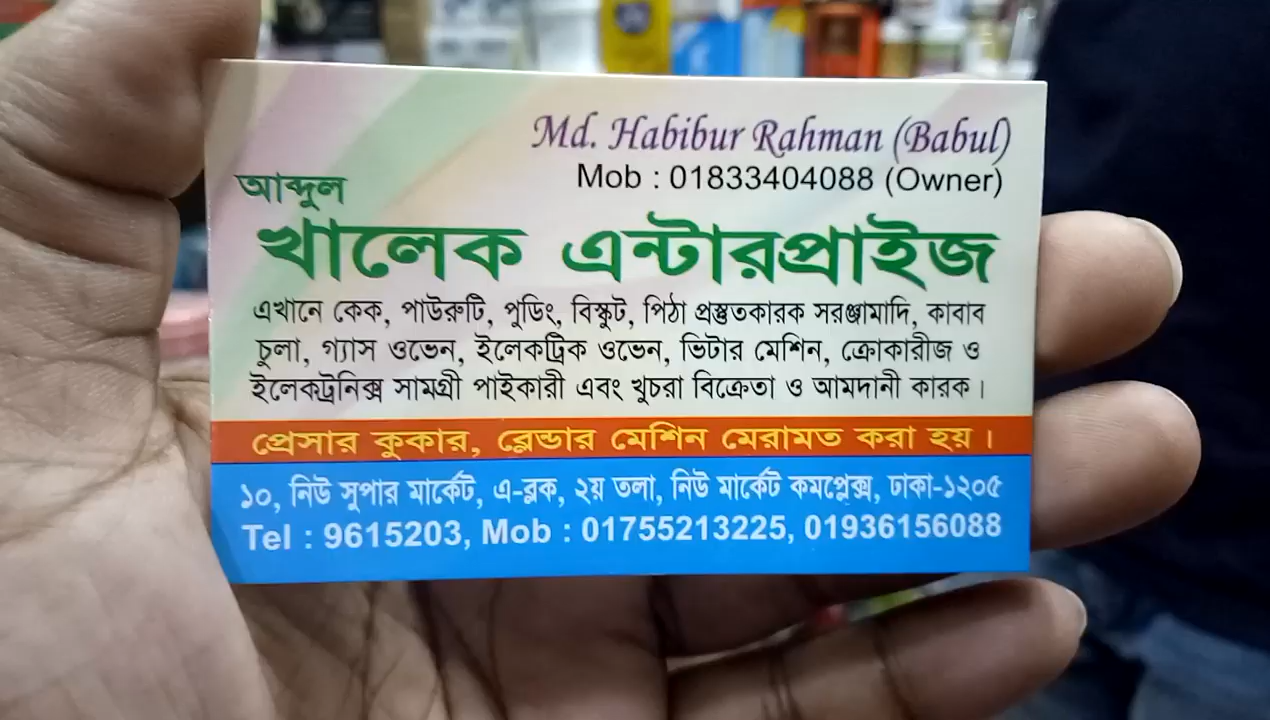 Md. Habibur Rahman (Babul)
Mob : 01833404088 (Owner)
আব্দুল
খালেক এন্টারপ্রাইজ
এখানে কেক, পাউরুটি, পুডিং, বিস্কুট, পিঠা প্রস্তুতকারক সরঞ্জামাদি, কাবাব
চুলা, গ্যাস ওভেন, ইলেকট্রিক ওভেন, ভিটার মেশিন, ক্রোকারীজ ও
ইলেকট্রনিক্স সামগ্রী পাইকারী এবং খুচরা বিক্রেতা ও আমদানী কারক।
প্রেসার কুকার, ব্লেন্ডার মেশিন মেরামত করা হয়।
১০, নিউ সুপার মার্কেট, এ-ব্লক, ২য় তলা, নিউ মার্কেট কমপ্লেক্স, ঢাকা-১২০৫
Tel : 9615203, Mob : 01755213225, 01936156088